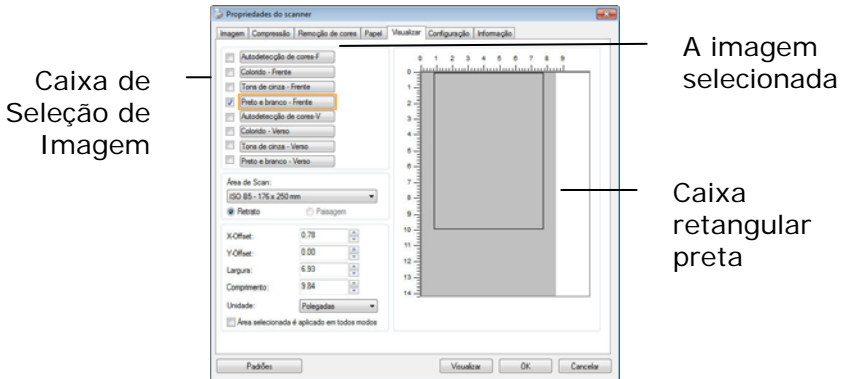 Propriedades do scanner
Imagem Compressão Remoção de cores Papel Visualizar Configuração Informação
Autodetecção de cores-F
Colorido - Frente
Tons de cinza - Frente
Preto e branco - Frente
Autodetecção de cores-V
Colorido - Verso
Tons de cinza - Verso
Preto e branco - Verso
Área de Scan:
ISO B5 - 176 x 250 mm
Retrato Paisagem
X-Offset: 0.78
Y-Offset: 0.00
Largura: 6.93
Comprimento: 9.84
Unidade: Polegadas
Área selecionada é aplicado em todos modos
0 1 2 3 4 5 6 7 8 9
0
1
2
3
4
5
6
7
8
9
10
11
12
13
14
Padrões Visualizar OK Cancelar
Caixa de
Seleção de
Imagem
A imagem
selecionada
Caixa
retangular
preta